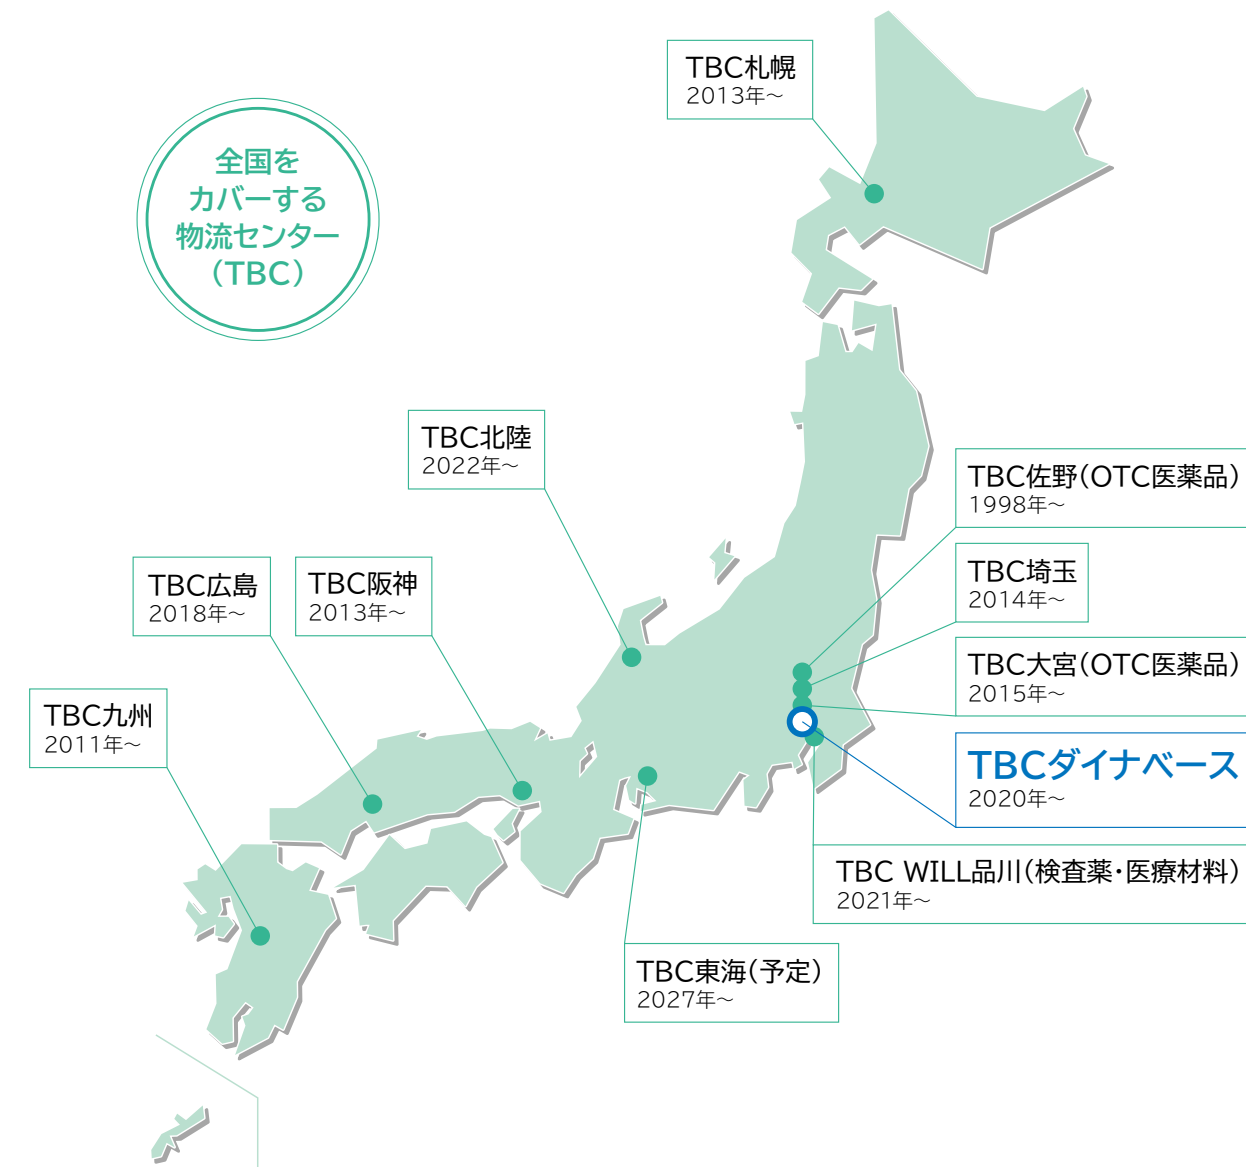 全国を
カバーする
物流センター
（TBC）
TBC札幌
2013年～
TBC北陸
2022年～
TBC広島
2018年～
TBC阪神
2013年～
TBC九州
2011年～
TBC佐野（OTC医薬品）
1998年～
TBC埼玉
2014年～
TBC大宮（OTC医薬品）
2015年～
TBCダイナベース
2020年～
TBC WILL品川（検査薬・医療材料）
2021年～
TBC東海（予定）
2027年～